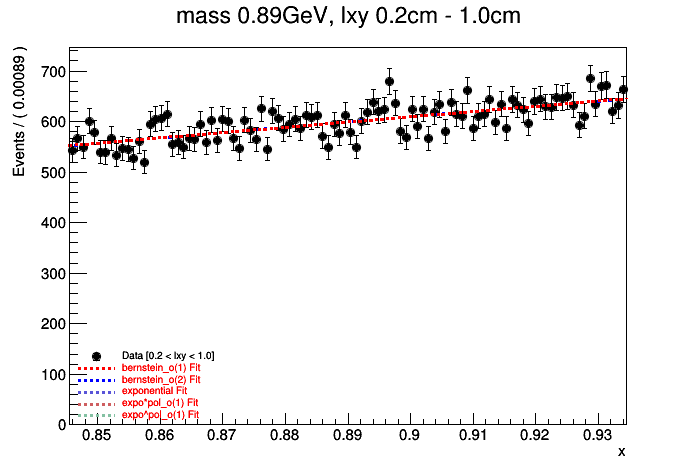 mass 0.89GeV, lxy 0.2cm - 1.0cm
Events / ( 0.00089 )
700
600
500
400
300
200
100
0
Data [0.2 < lxy < 1.0]
bernstein_o(1) Fit
bernstein_o(2) Fit
exponential Fit
expo*pol_o(1) Fit
expo^pol_o(1) Fit
0.85 0.86 0.87 0.88 0.89 0.9 0.91 0.92 0.93
x